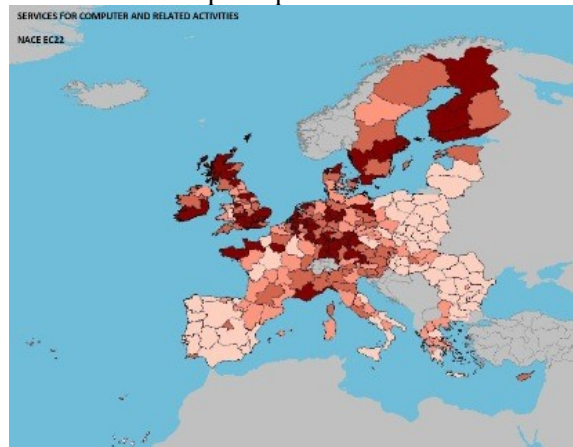 SERVICES FOR COMPUTER AND RELATED ACTIVITIES
NACE EC22